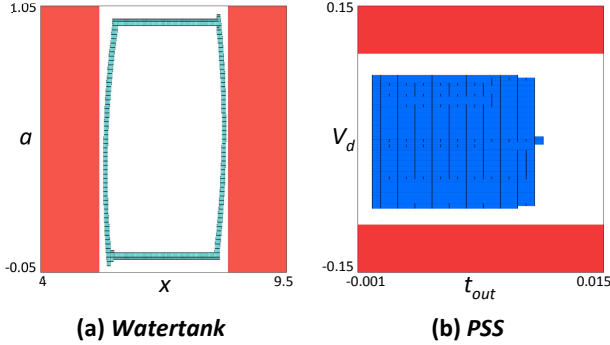 1.05
a
-0.05
4
x
9.5
(a) Watertank
0.15
V_d
-0.15
-0.001
t_out
0.015
(b) PSS